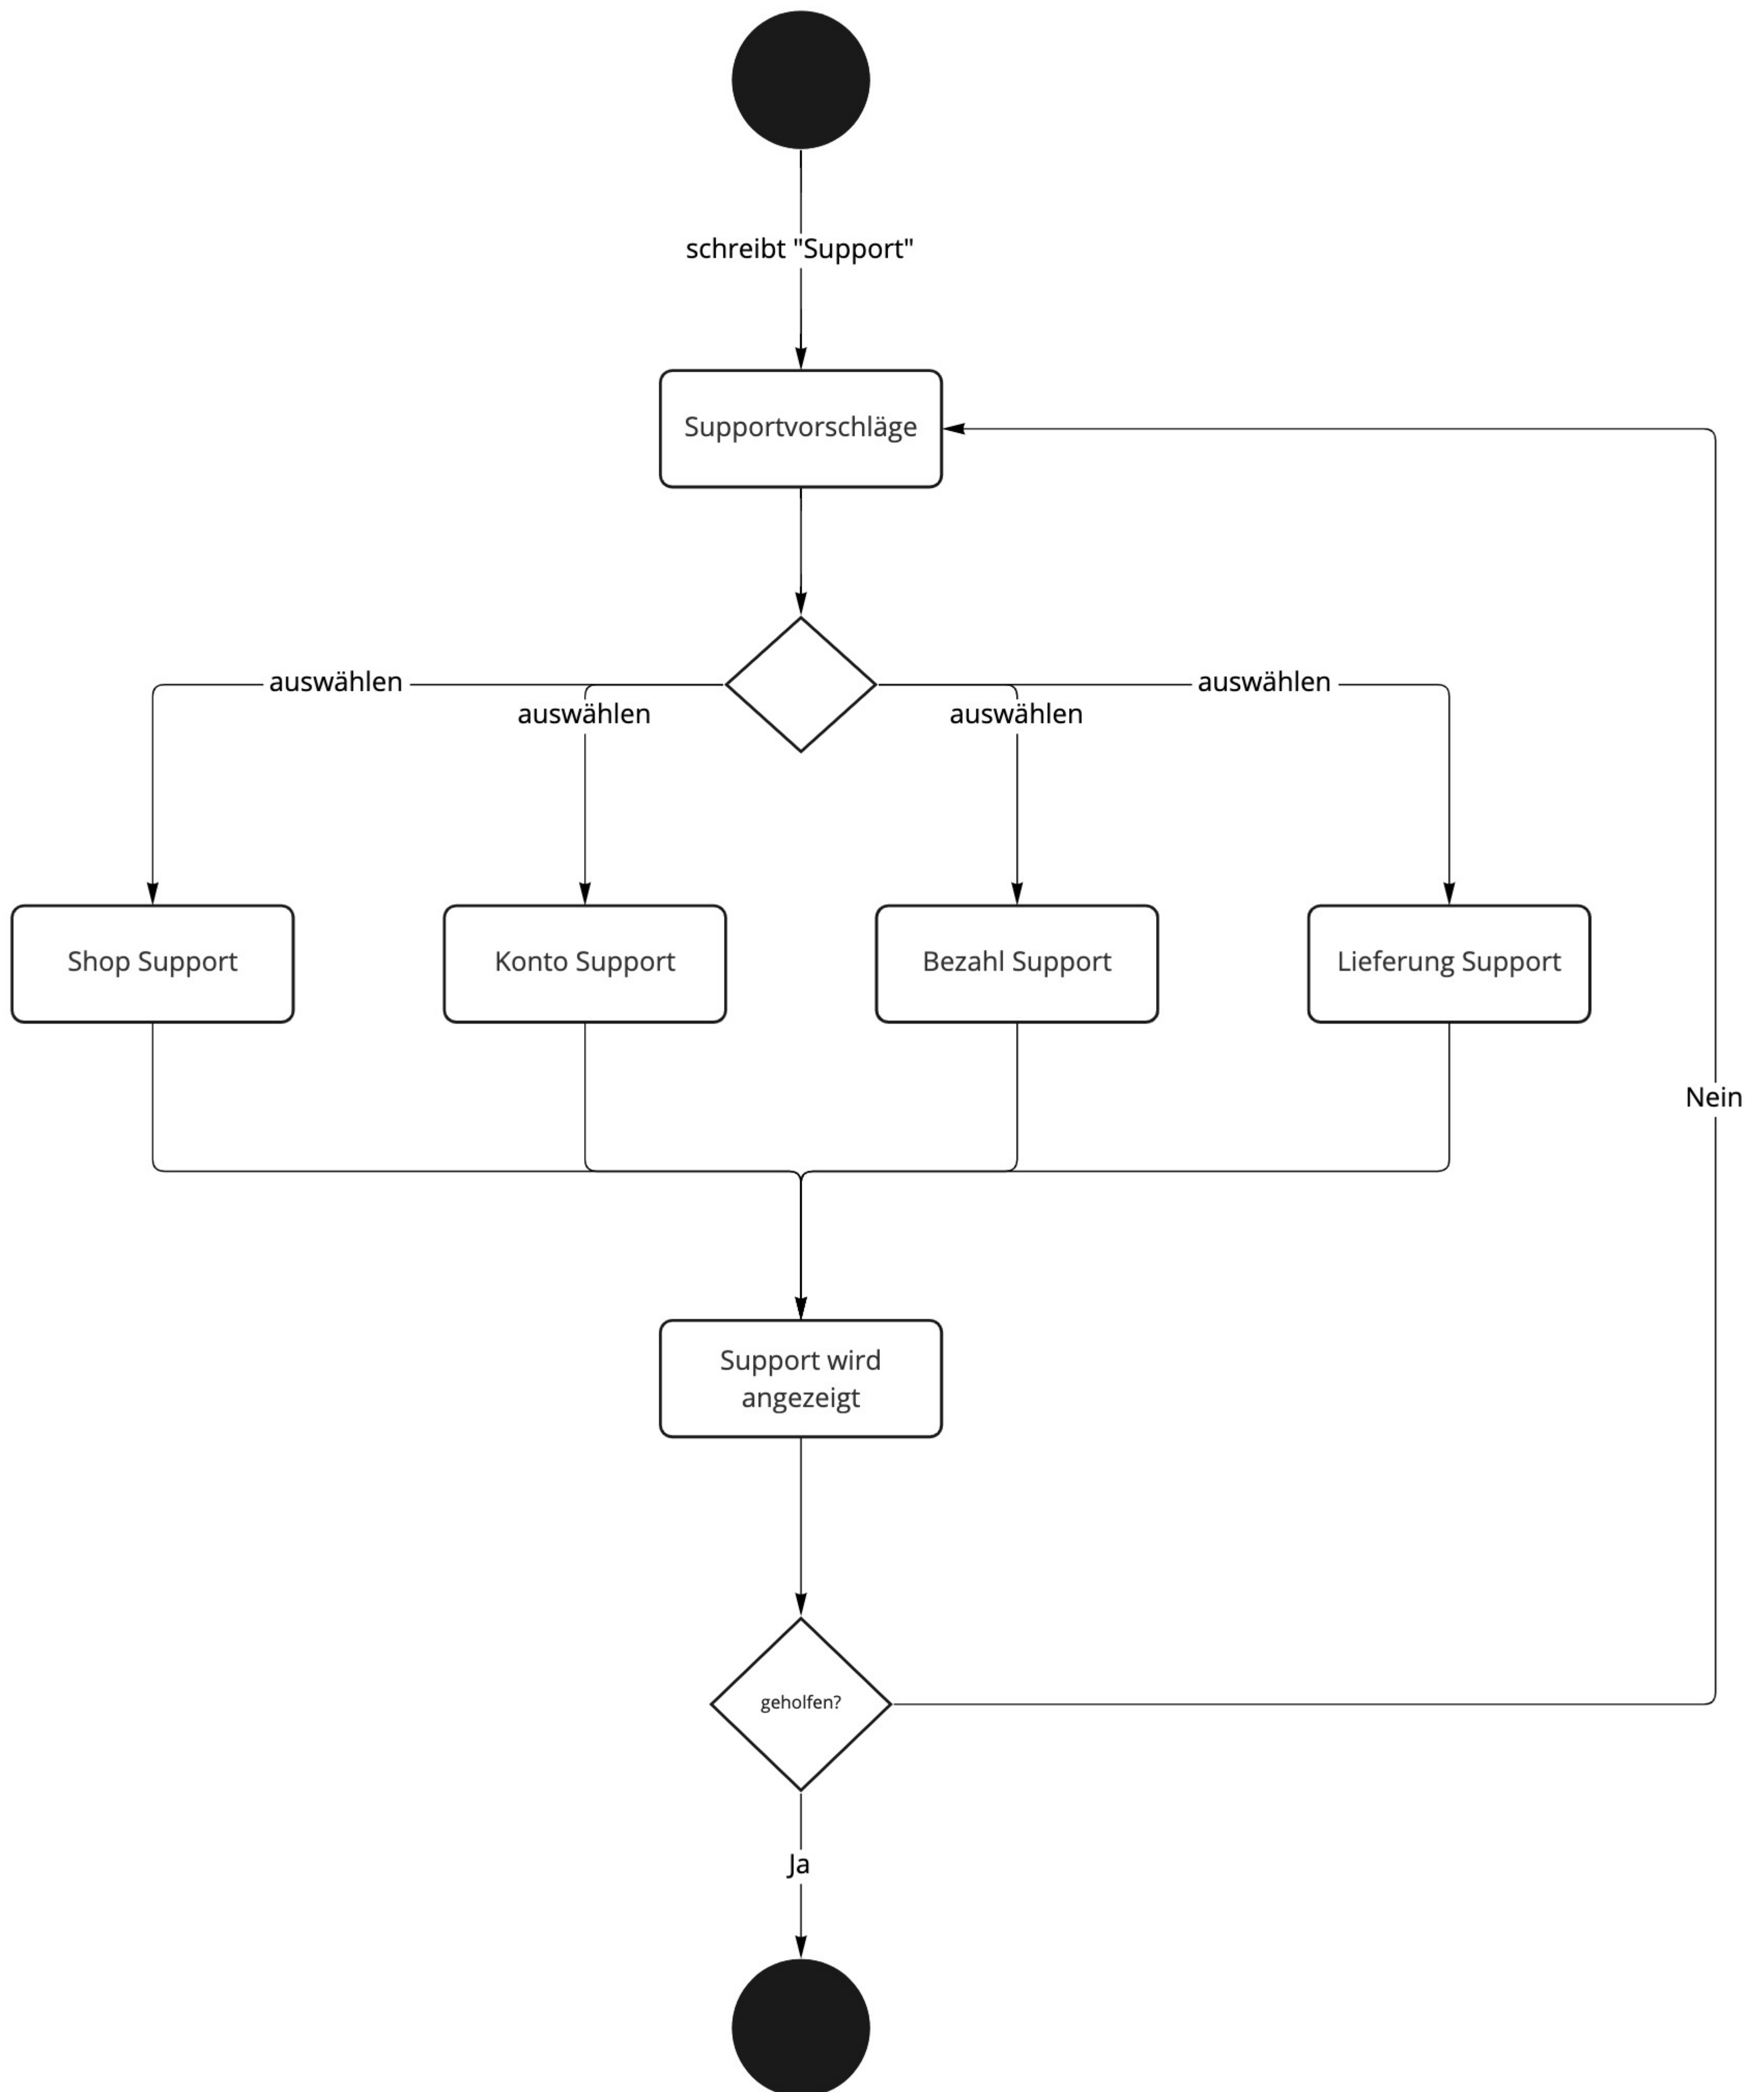 schreibt "Support"
Supportvorschläge
auswählen
auswählen
auswählen
auswählen
Shop Support
Konto Support
Bezahl Support
Lieferung Support
Nein
Support wird
angezeigt
geholfen?
Ja